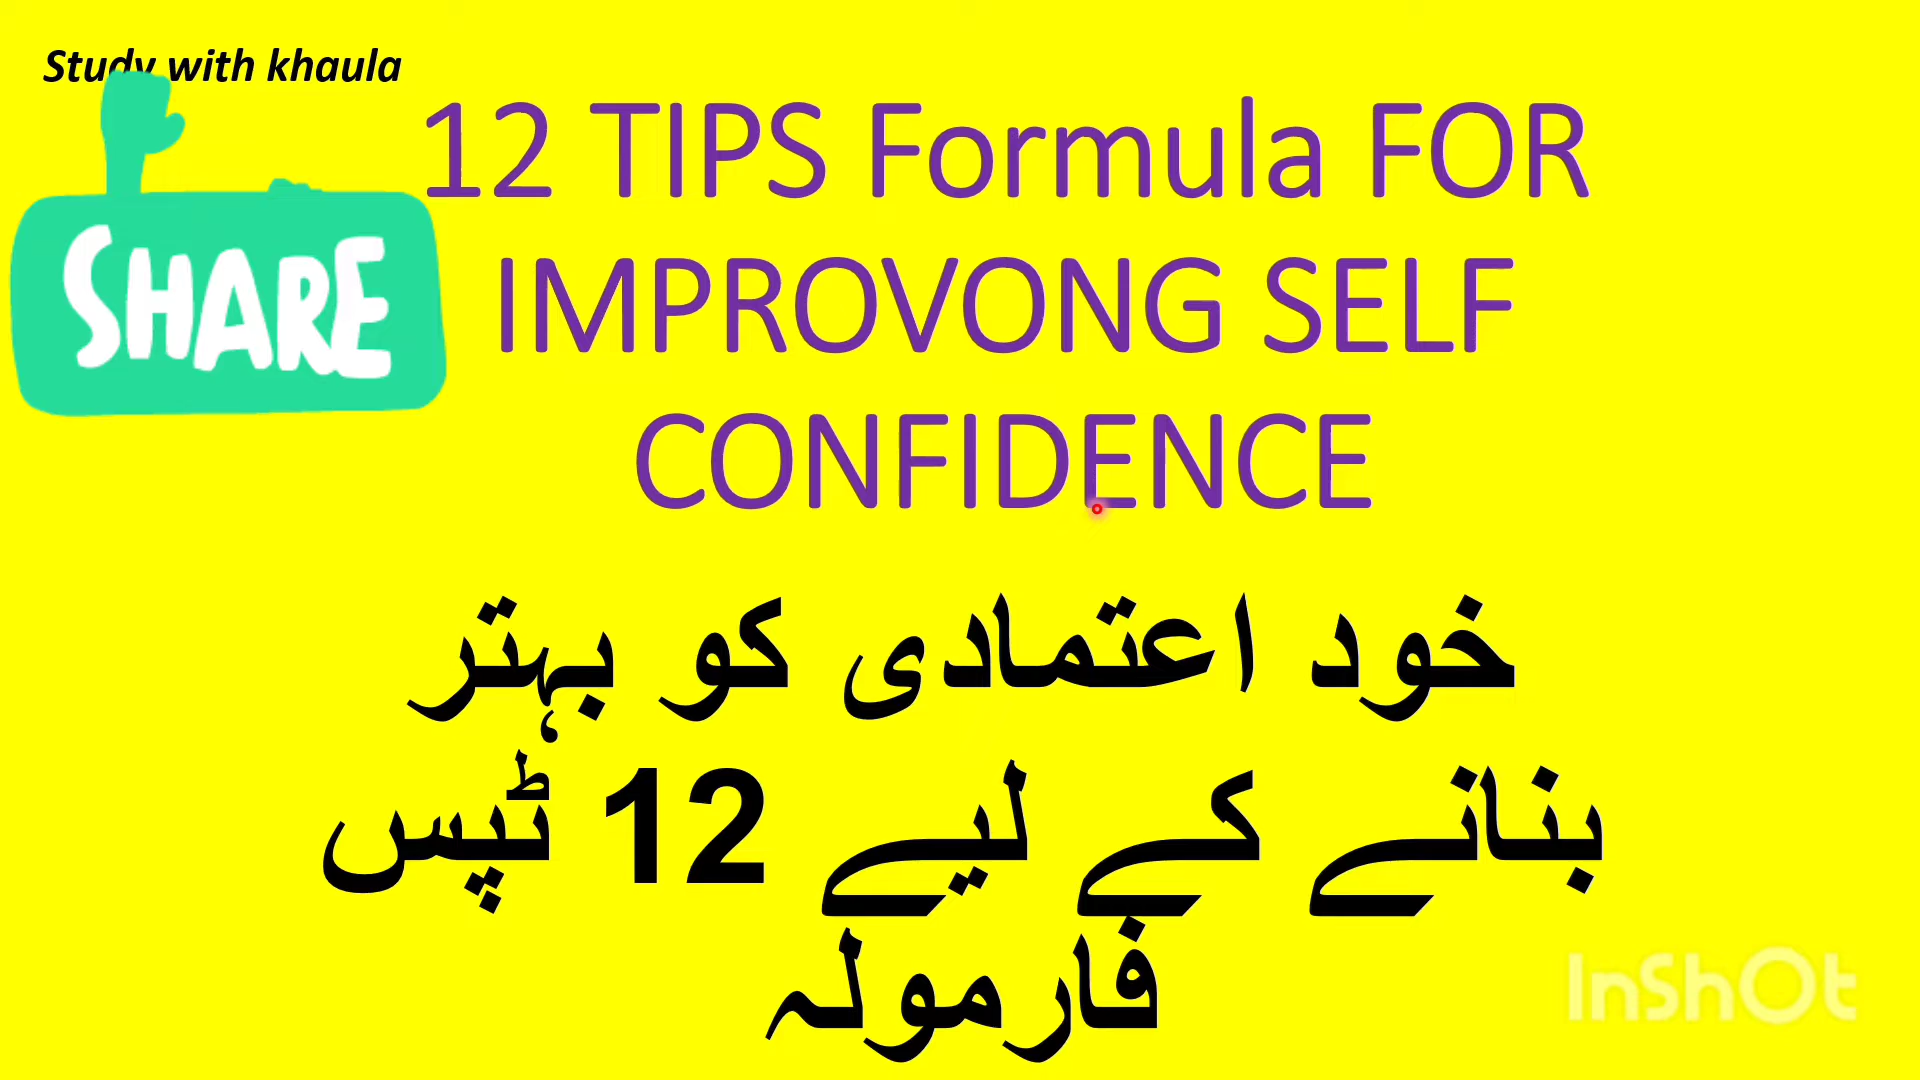 Study with khaula
12 TIPS Formula FOR
IMPROVONG SELF
CONFIDENCE
SHARE
خود اعتمادی کو بہتر
بنانے کے لیے 12 ٹپس
فارمولہ
InShOt